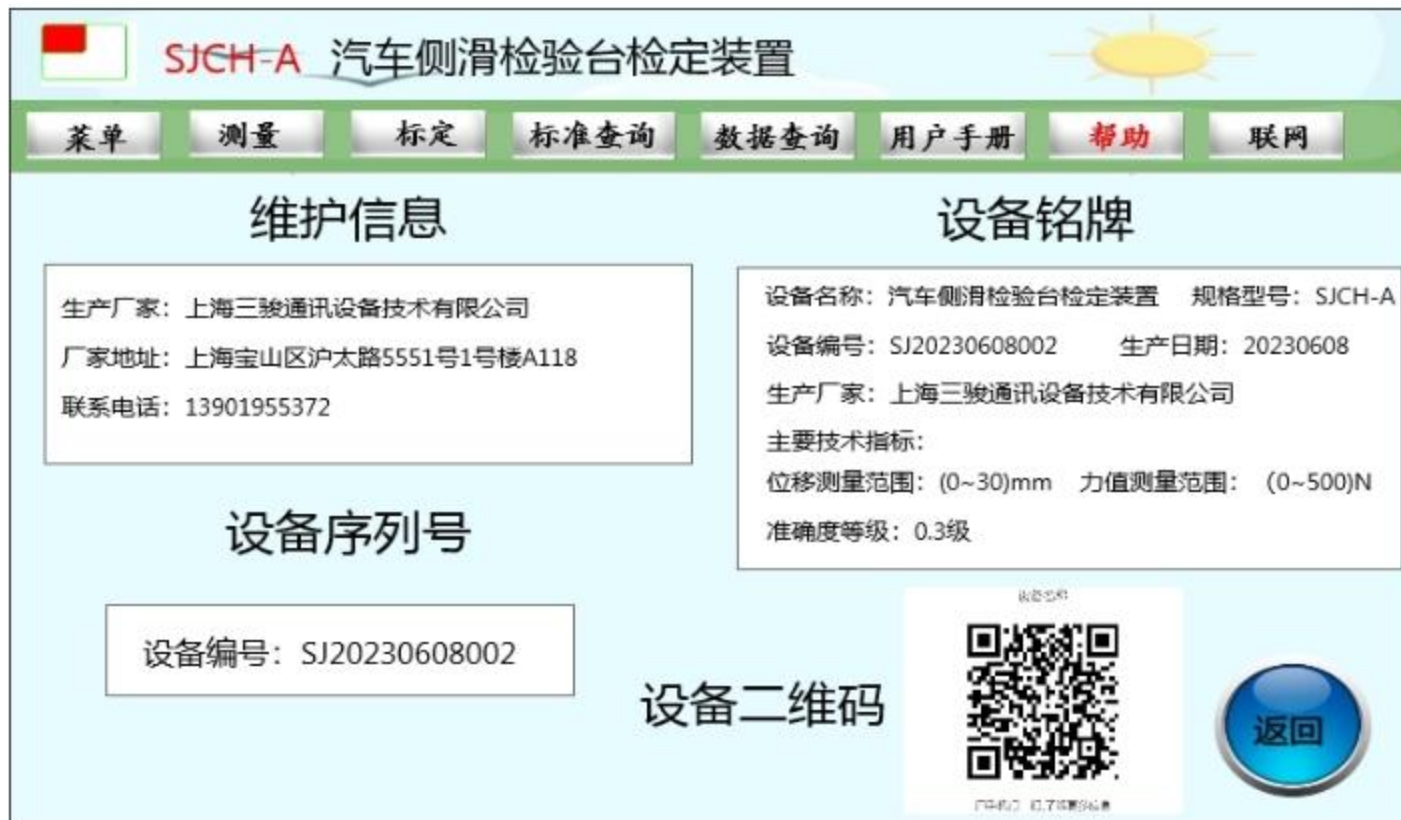 SJCH-A 汽车侧滑检验台检定装置
菜单 测量 标定 标准查询 数据查询 用户手册 帮助 联网
维护信息
生产厂家：上海三骏通讯设备技术有限公司
厂家地址：上海宝山区沪太路5551号1号楼A118
联系电话：13901955372
设备铭牌
设备名称：汽车侧滑检验台检定装置 规格型号：SJCH-A
设备编号：SJ20230608002 生产日期：20230608
生产厂家：上海三骏通讯设备技术有限公司
主要技术指标：
位移测量范围：(0~30)mm 力值测量范围：（0~500)N
准确度等级：0.3级
设备序列号
设备编号：SJ20230608002
设备二维码
返回